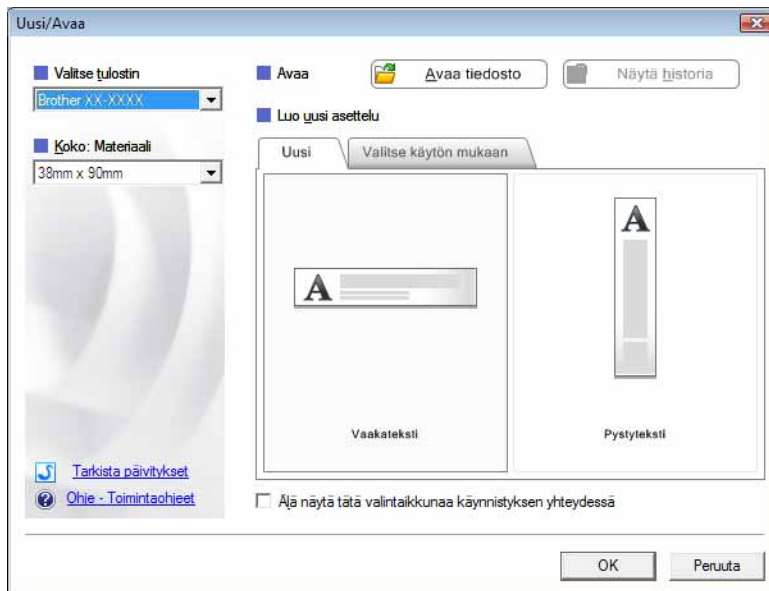 Uusi/Avaa
Valitse tulostin
Brother XX-XXXX
Koko: Materiaali
38mm x 90mm
Tarkista päivitykset
Ohje - Toimintaohjeet
Avaa
Avaa tiedosto
Näytä historia
Luo uusi asettelu
Uusi
Valitse käytön mukaan
A
Vaakateksti
A
Pystyteksti
Älä näytä tätä valintaikkunaa käynnistyksen yhteydessä
OK
Peruuta